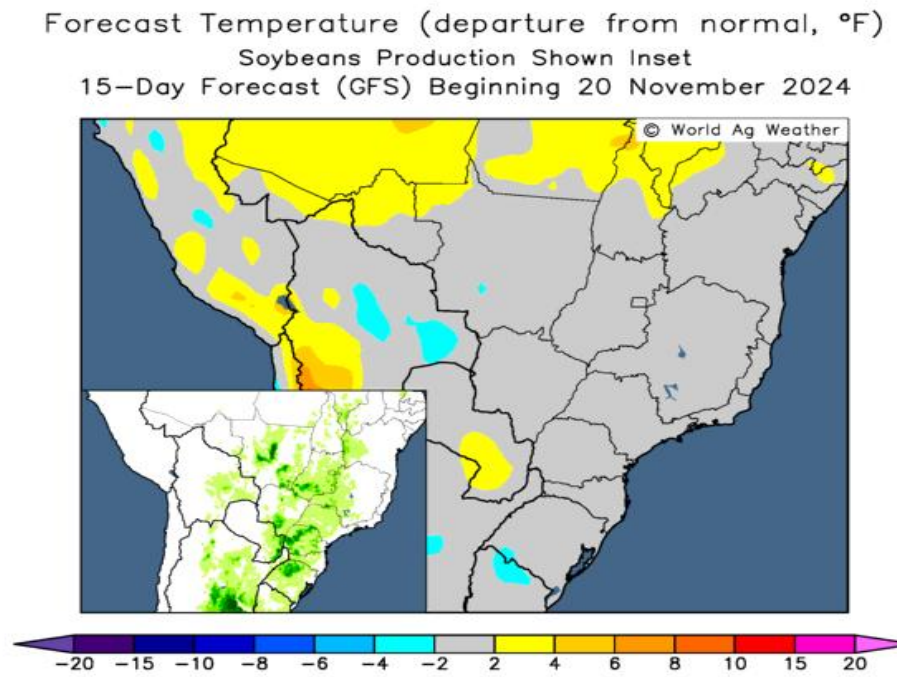 Forecast Temperature (departure from normal, °F)
Soybeans Production Shown Inset
15-Day Forecast (GFS) Beginning 20 November 2024
© World Ag Weather
-20 -15 -10 -8 -6 -4 -2 2 4 6 8 10 15 20